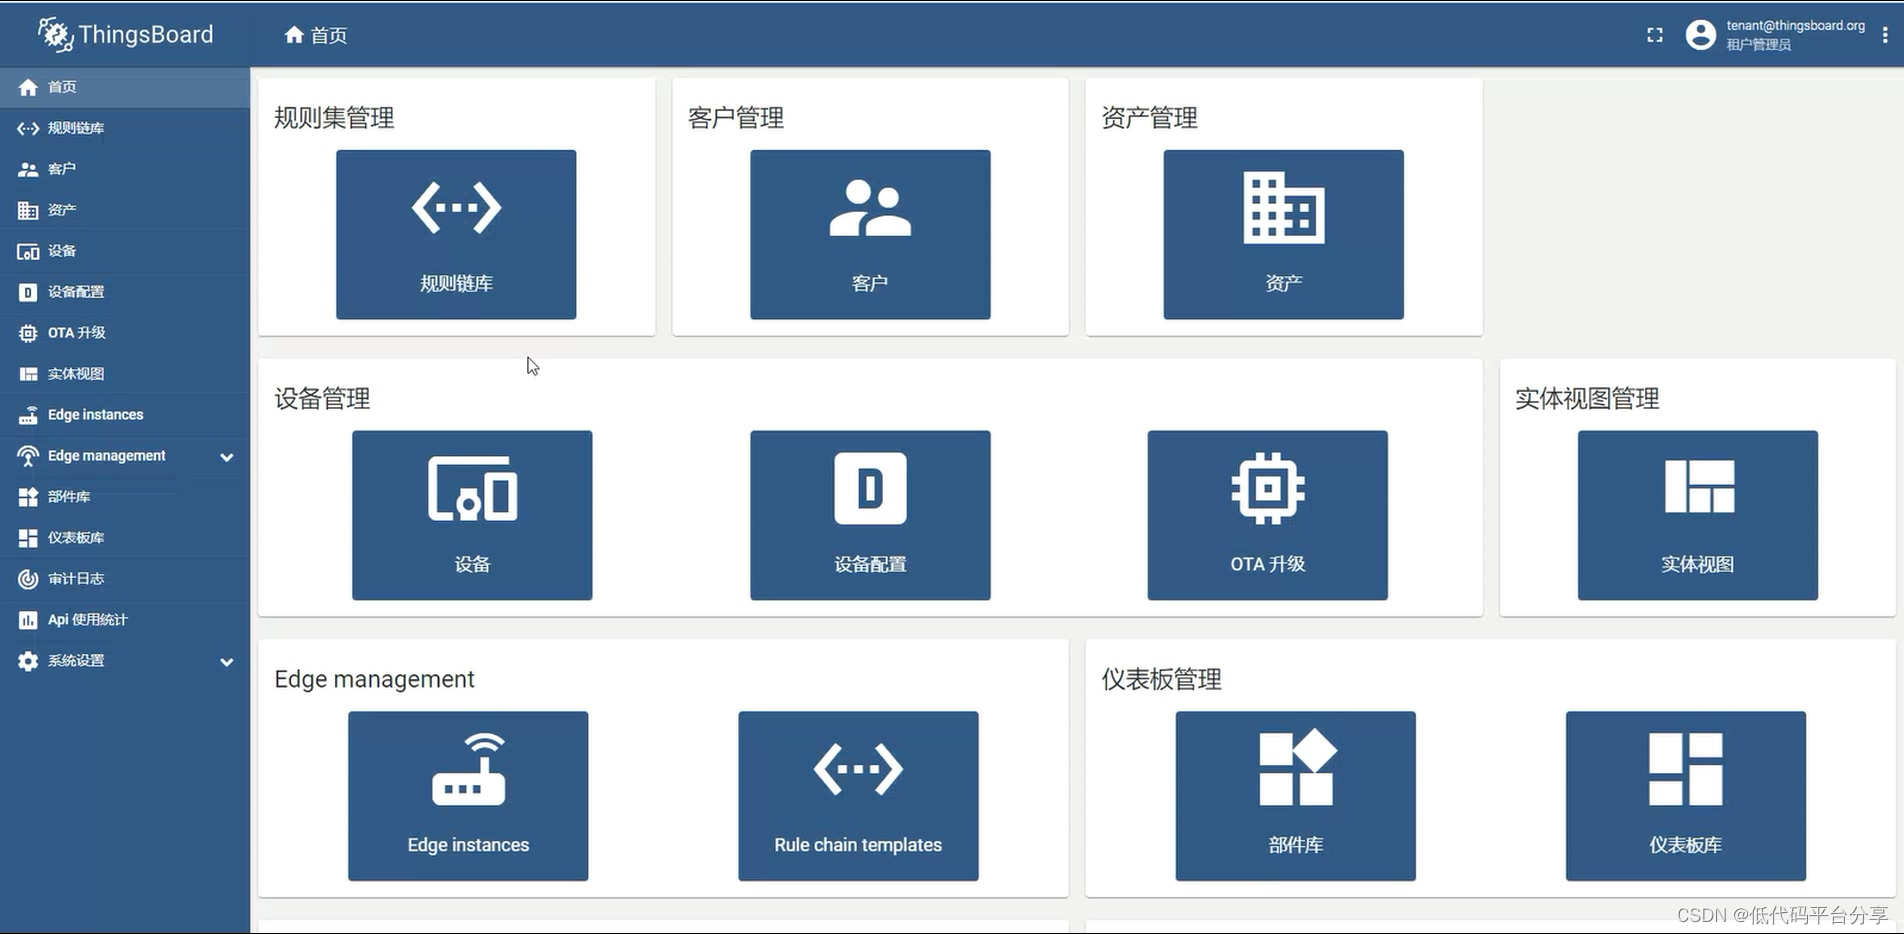 ThingsBoard
首页
tenant@thingsboard.org
租户管理员
首页
规则链库
客户
资产
设备
设备配置
OTA 升级
实体视图
Edge instances
Edge management
部件库
仪表板库
审计日志
Api 使用统计
系统设置
规则集管理
规则链库
客户管理
客户
资产管理
资产
设备管理
设备
D
设备配置
OTA 升级
实体视图管理
实体视图
Edge management
Edge instances
Rule chain templates
仪表板管理
部件库
仪表板库
CSDN @低代码平台分享